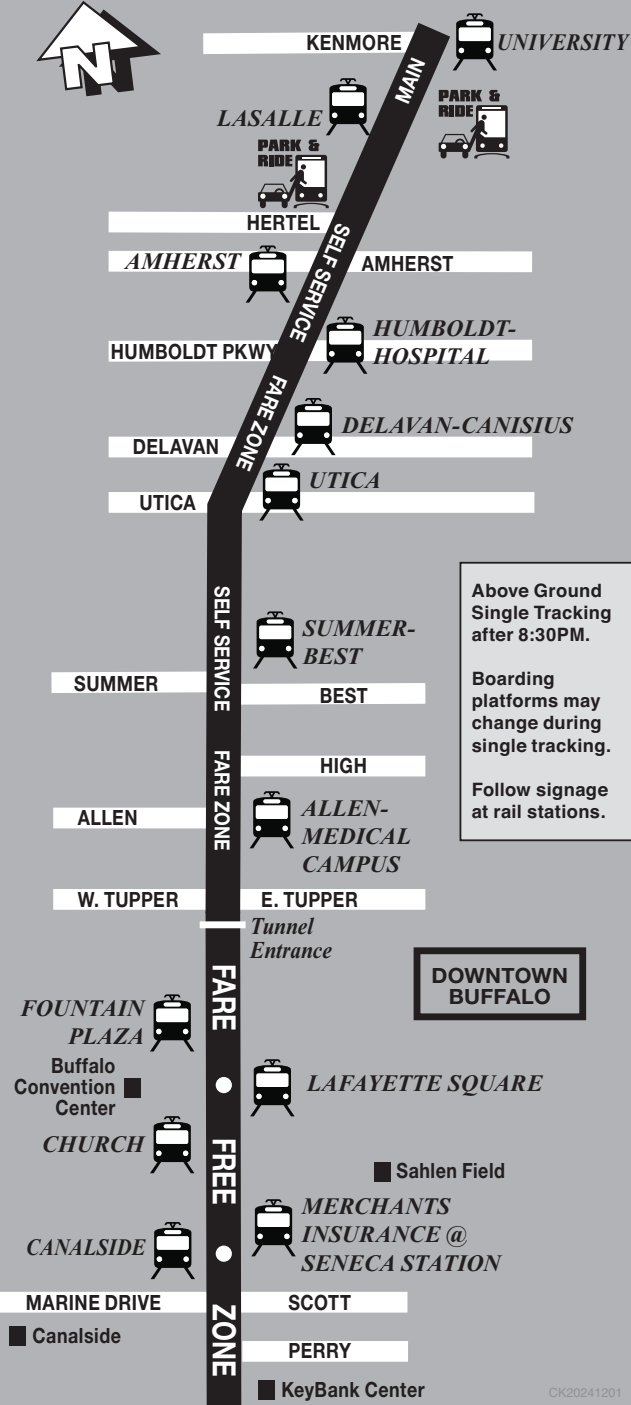 N
KENMORE
UNIVERSITY
MAIN
LASALLE
PARK &
RIDE
PARK &
RIDE
HERTEL
SELF SERVICE
AMHERST
AMHERST
HUMBOLDT-
HOSPITAL
HUMBOLDT PKWY
FARE ZONE
DELAVAN-CANISIUS
DELAVAN
UTICA
UTICA
Above Ground
Single Tracking
after 8:30PM.
Boarding
platforms may
change during
single tracking.
Follow signage
at rail stations.
SELF SERVICE
SUMMER-
BEST
SUMMER
BEST
FARE ZONE
HIGH
ALLEN
ALLEN-
MEDICAL
CAMPUS
W. TUPPER
E. TUPPER
Tunnel
Entrance
DOWNTOWN
BUFFALO
FARE
FOUNTAIN
PLAZA
Buffalo
Convention
Center
LAFAYETTE SQUARE
CHURCH
FREE
Sahlen Field
MERCHANTS
INSURANCE @
SENECA STATION
CANALSIDE
MARINE DRIVE
SCOTT
ZONE
Canalside
PERRY
KeyBank Center
CK20241201